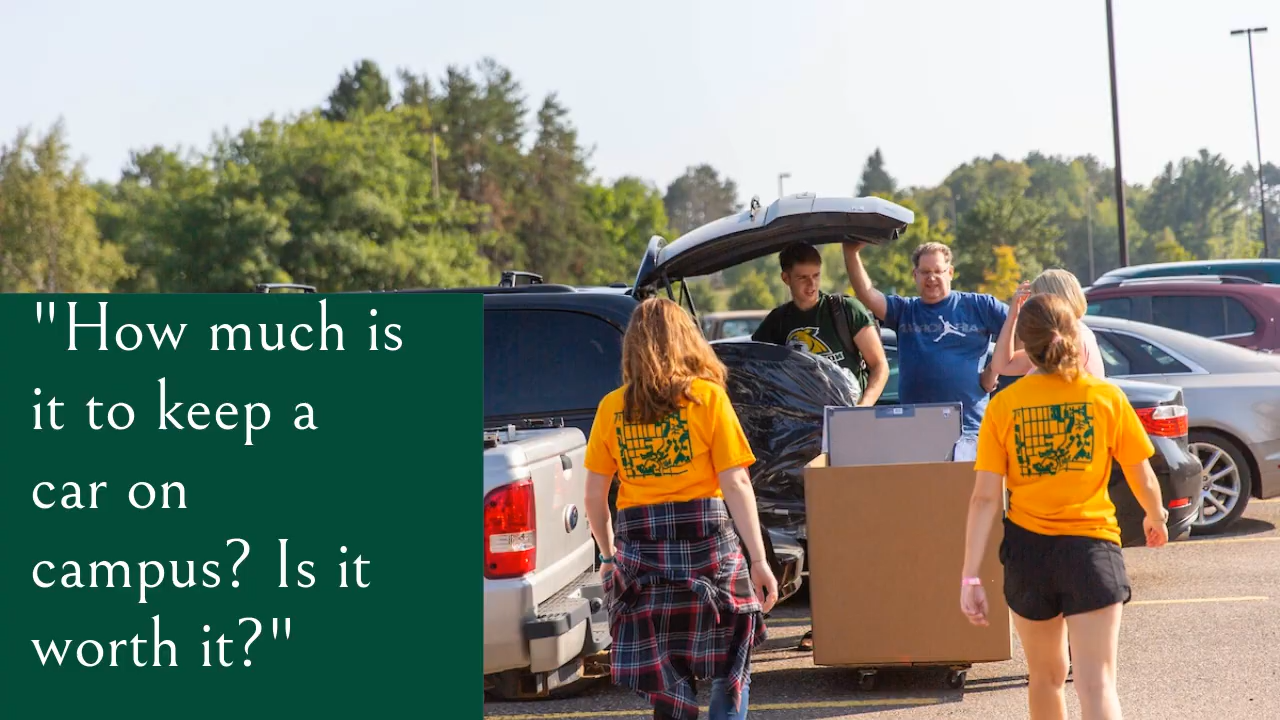 "How much is
it to keep a
car on
campus? Is it
worth it?"